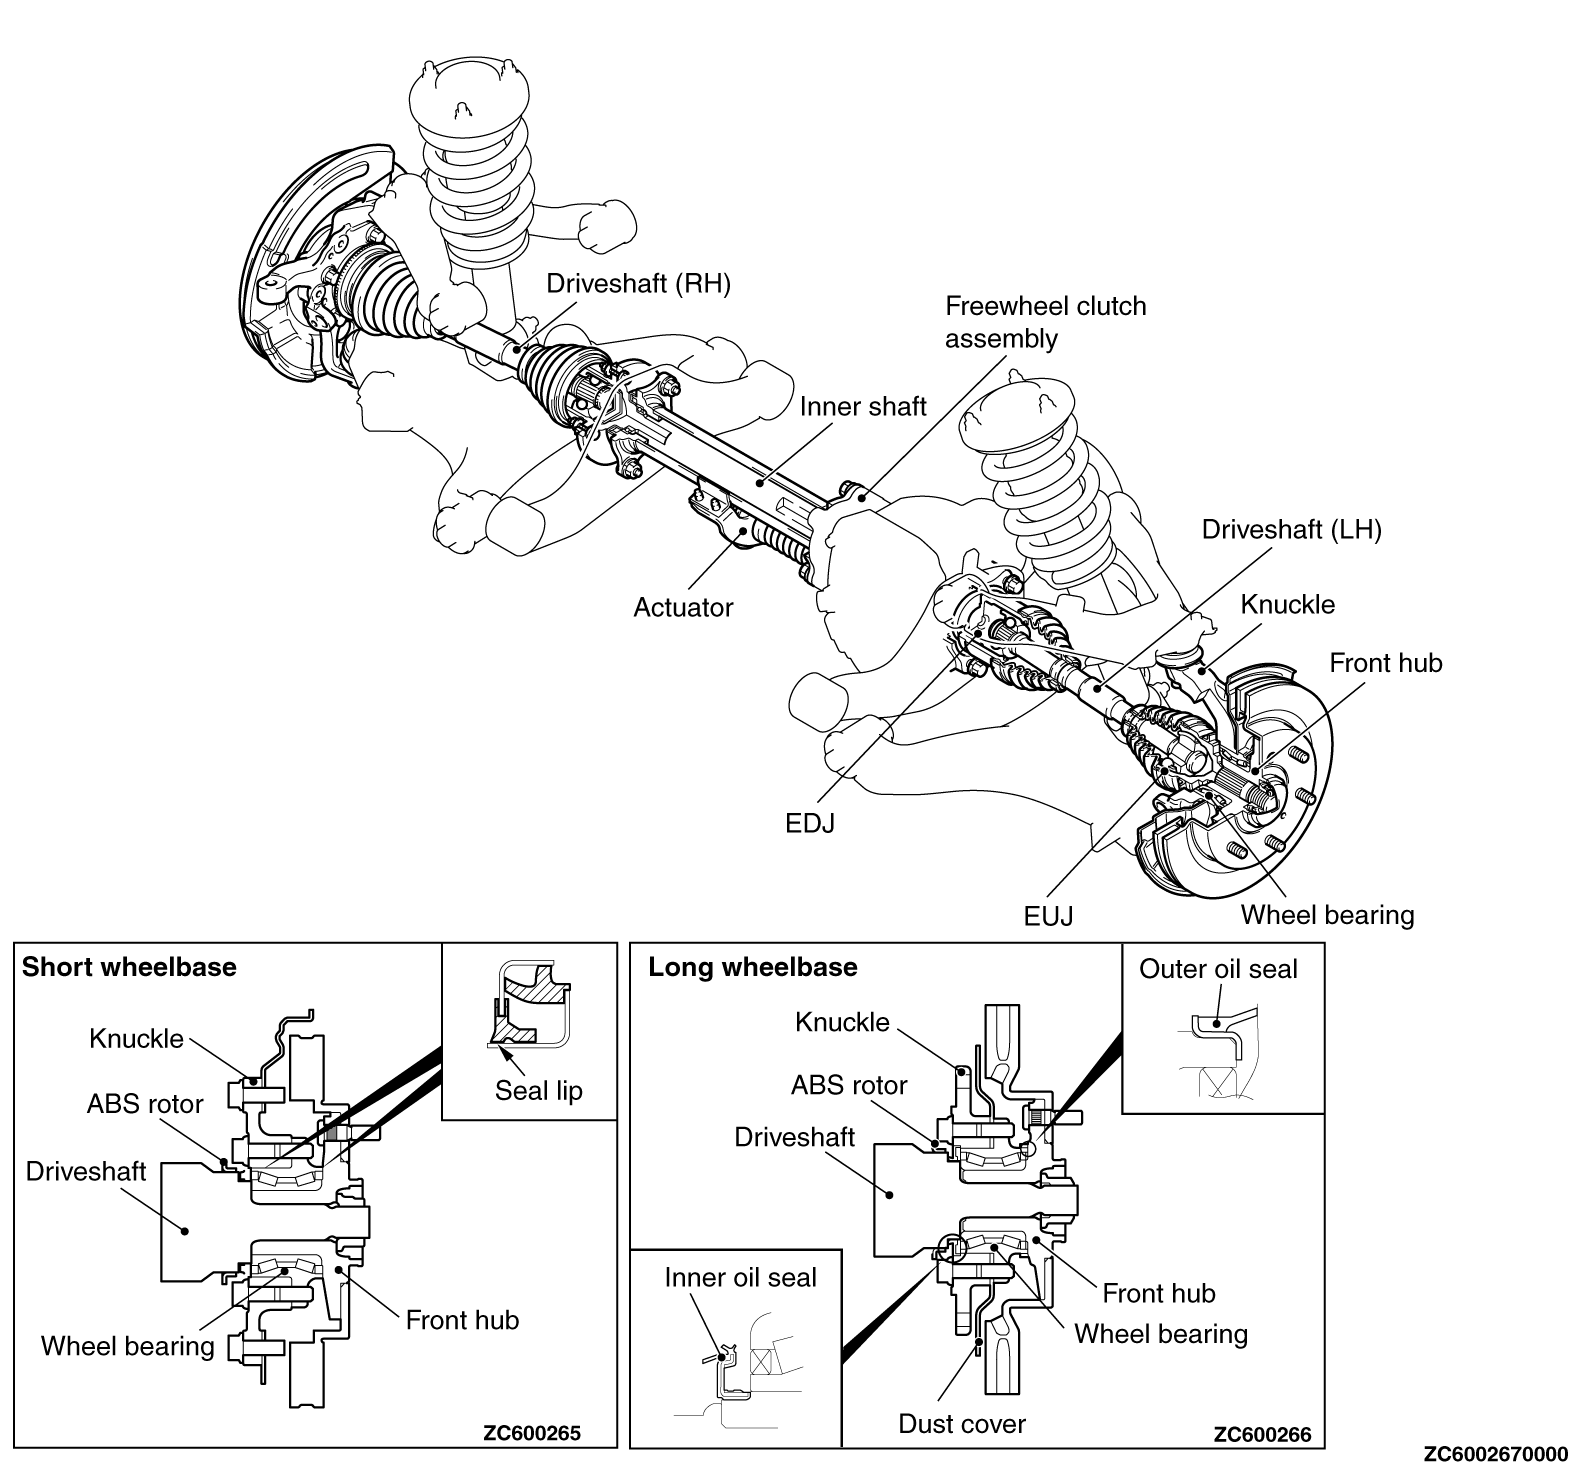 Driveshaft (RH)
Freewheel clutch
assembly
Inner shaft
Driveshaft (LH)
Actuator
Knuckle
Front hub
EDJ
EUJ
Wheel bearing
Short wheelbase
Knuckle
ABS rotor
Seal lip
Driveshaft
Front hub
Wheel bearing
ZC600265
Long wheelbase
Outer oil seal
Knuckle
ABS rotor
Driveshaft
Inner oil seal
Front hub
Wheel bearing
Dust cover
ZC600266
ZC6002670000